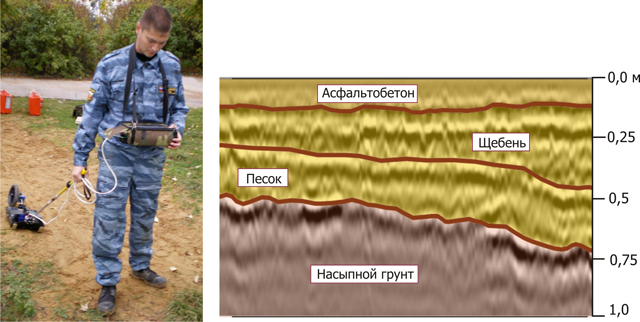 0,0 м
Асфальтобетон
Щебень
0,25
Песок
0,5
Насыпной грунт
0,75
1,0